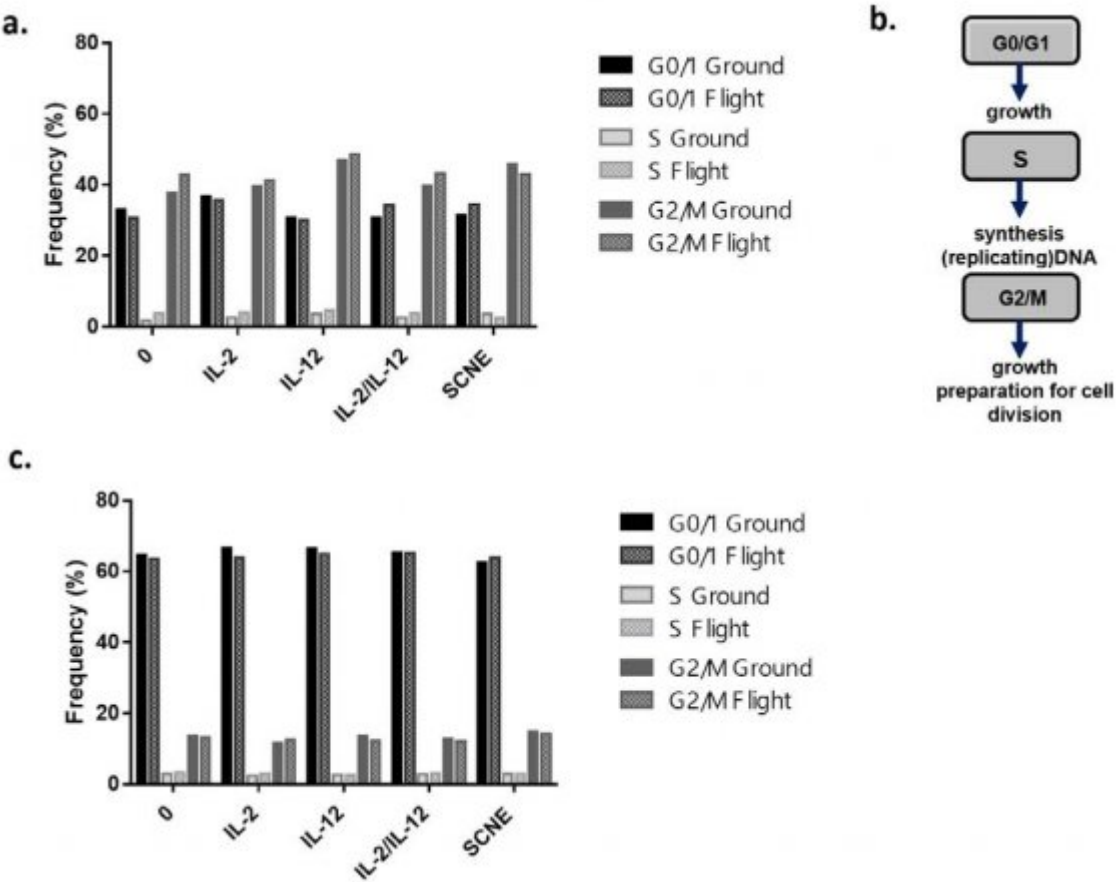 a.
80
60
40
20
0
Frequency (%)
0
IL-2
IL-12
IL-2/IL-12
SCNE
G0/1 Ground
G0/1 Flight
S Ground
S Flight
G2/M Ground
G2/M Flight
b.
G0/G1
growth
S
synthesis
(replicating)DNA
G2/M
growth
preparation for cell
division
c.
80
60
40
20
0
Frequency (%)
0
IL-2
IL-12
IL-2/IL-12
SCNE
G0/1 Ground
G0/1 Flight
S Ground
S Flight
G2/M Ground
G2/M Flight